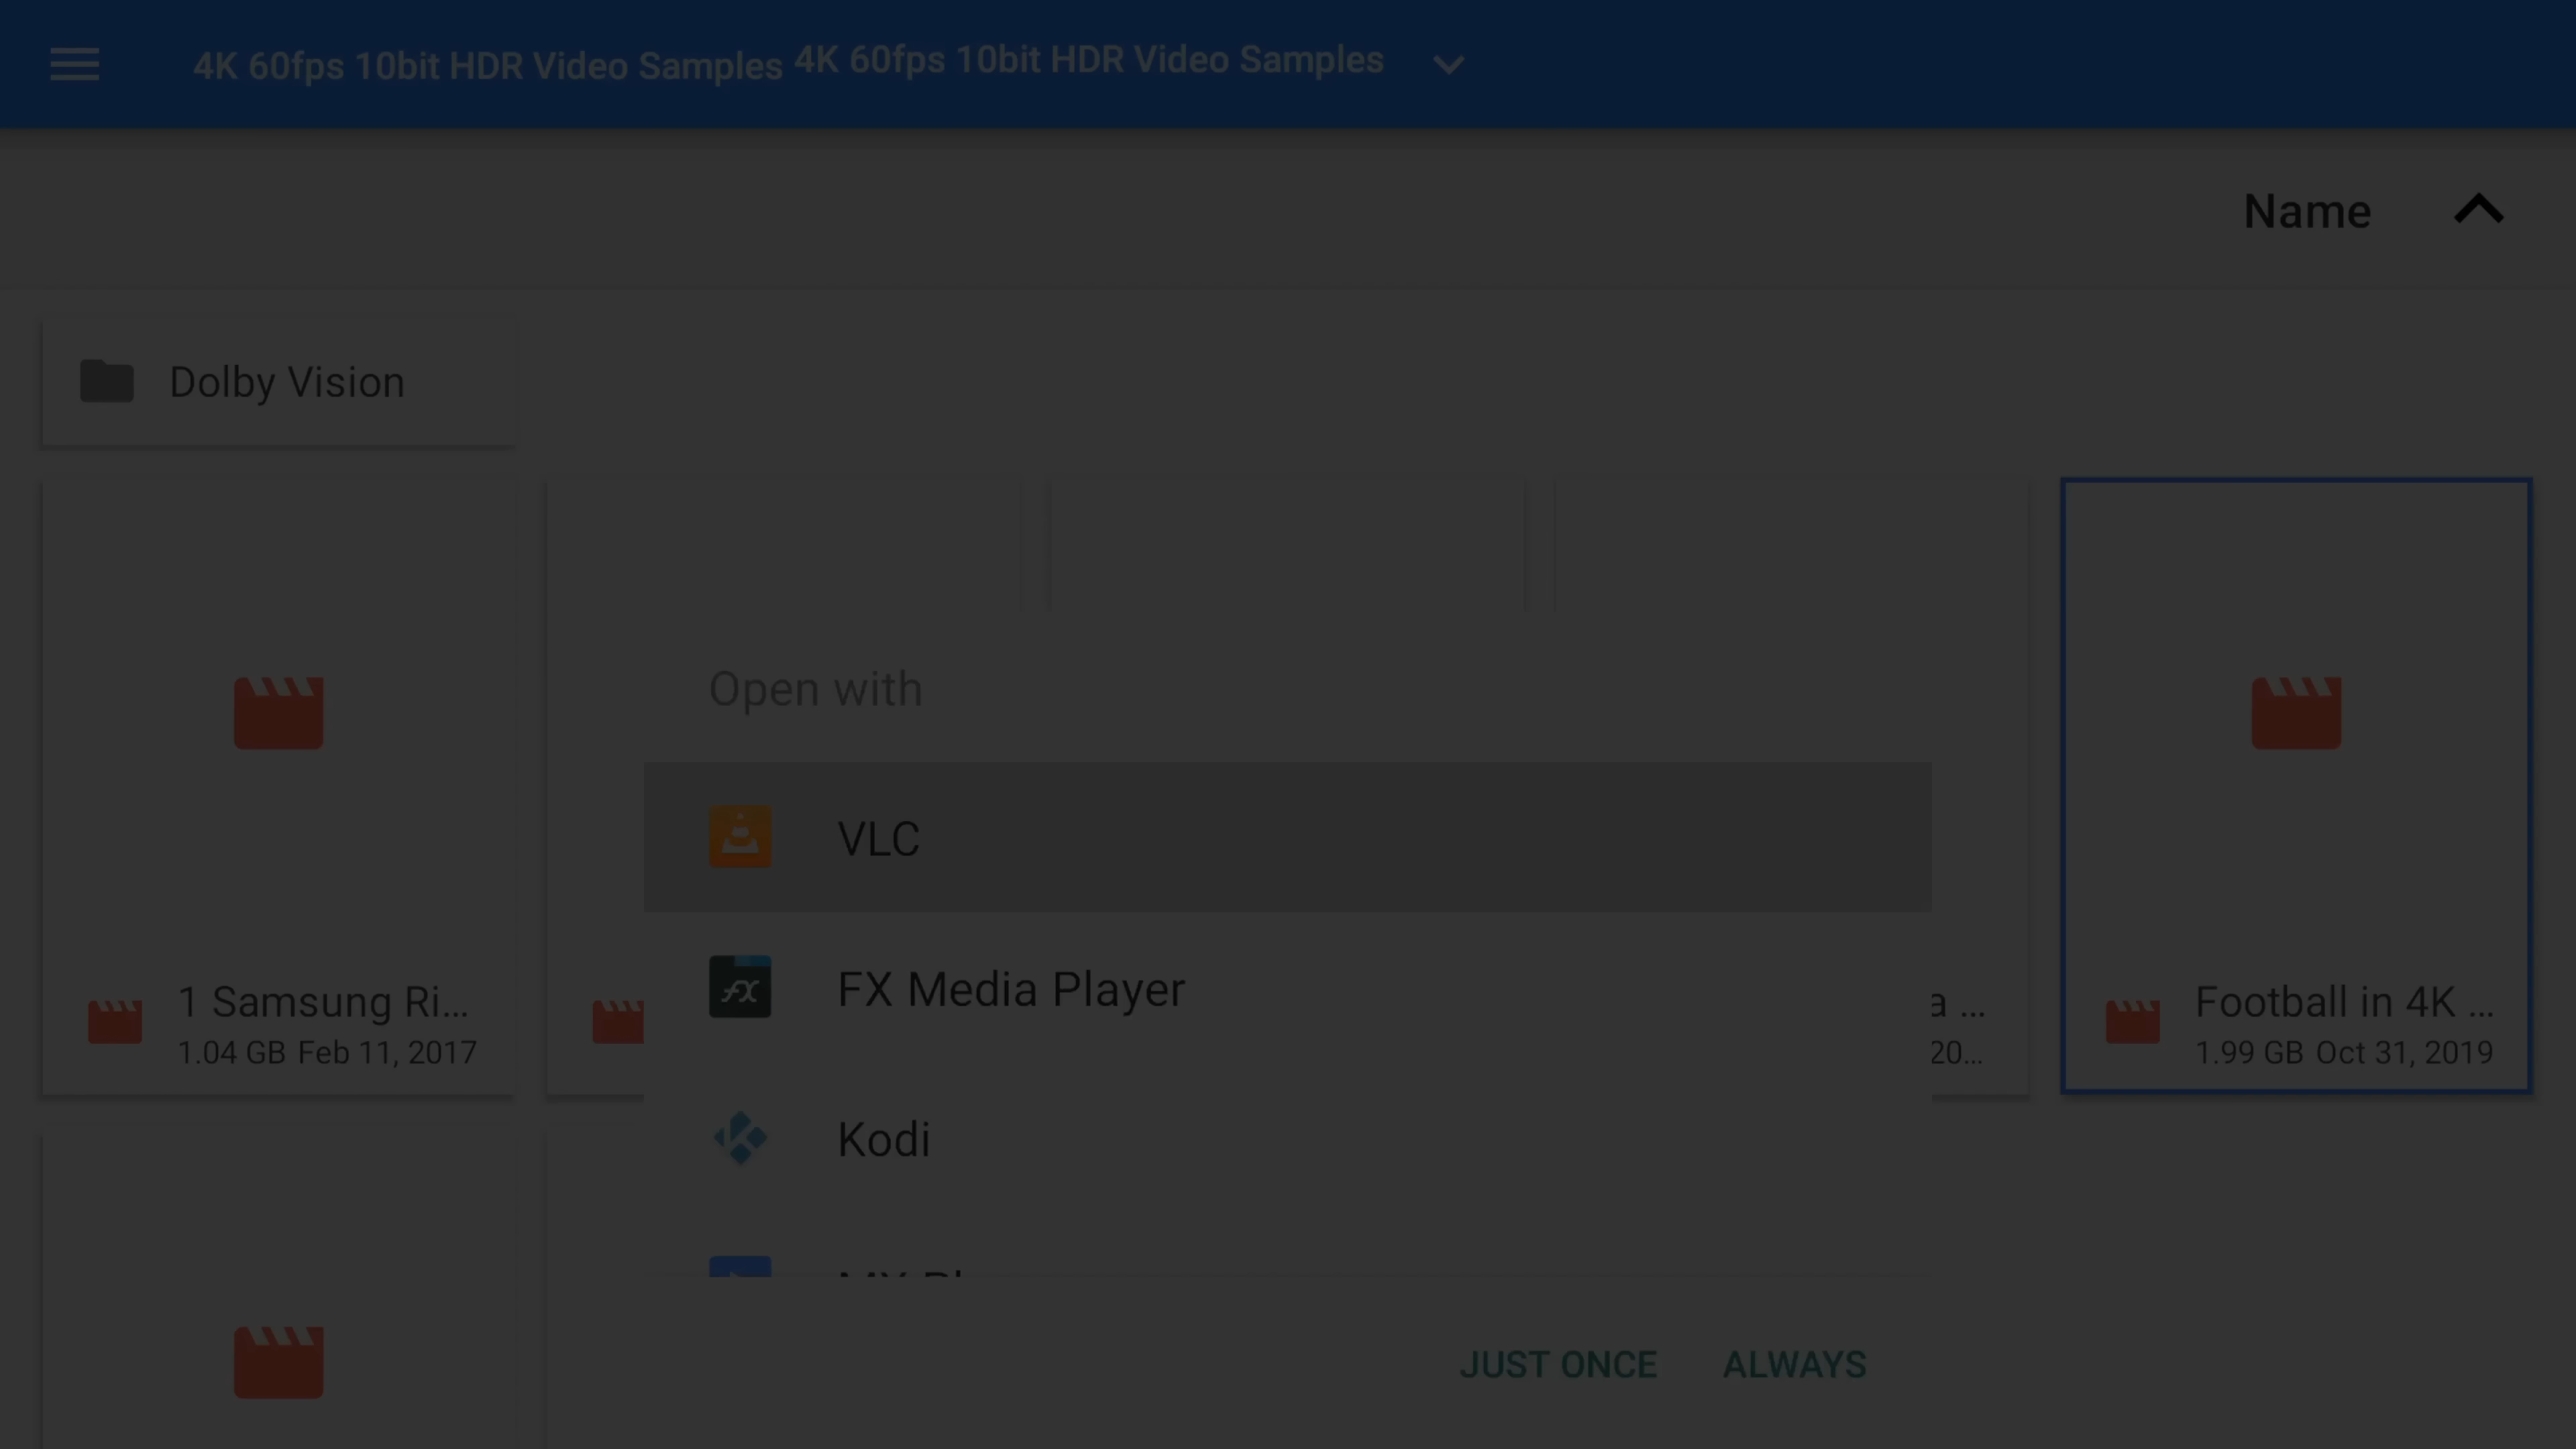 4K 60fps 10bit HDR Video Samples 4K 60fps 10bit HDR Video Samples
Name
Dolby Vision
Open with
VLC
FX Media Player
Kodi
1 Samsung Ri...
1.04 GB Feb 11, 2017
a ...
20...
Football in 4K ...
1.99 GB Oct 31, 2019
JUST ONCE ALWAYS